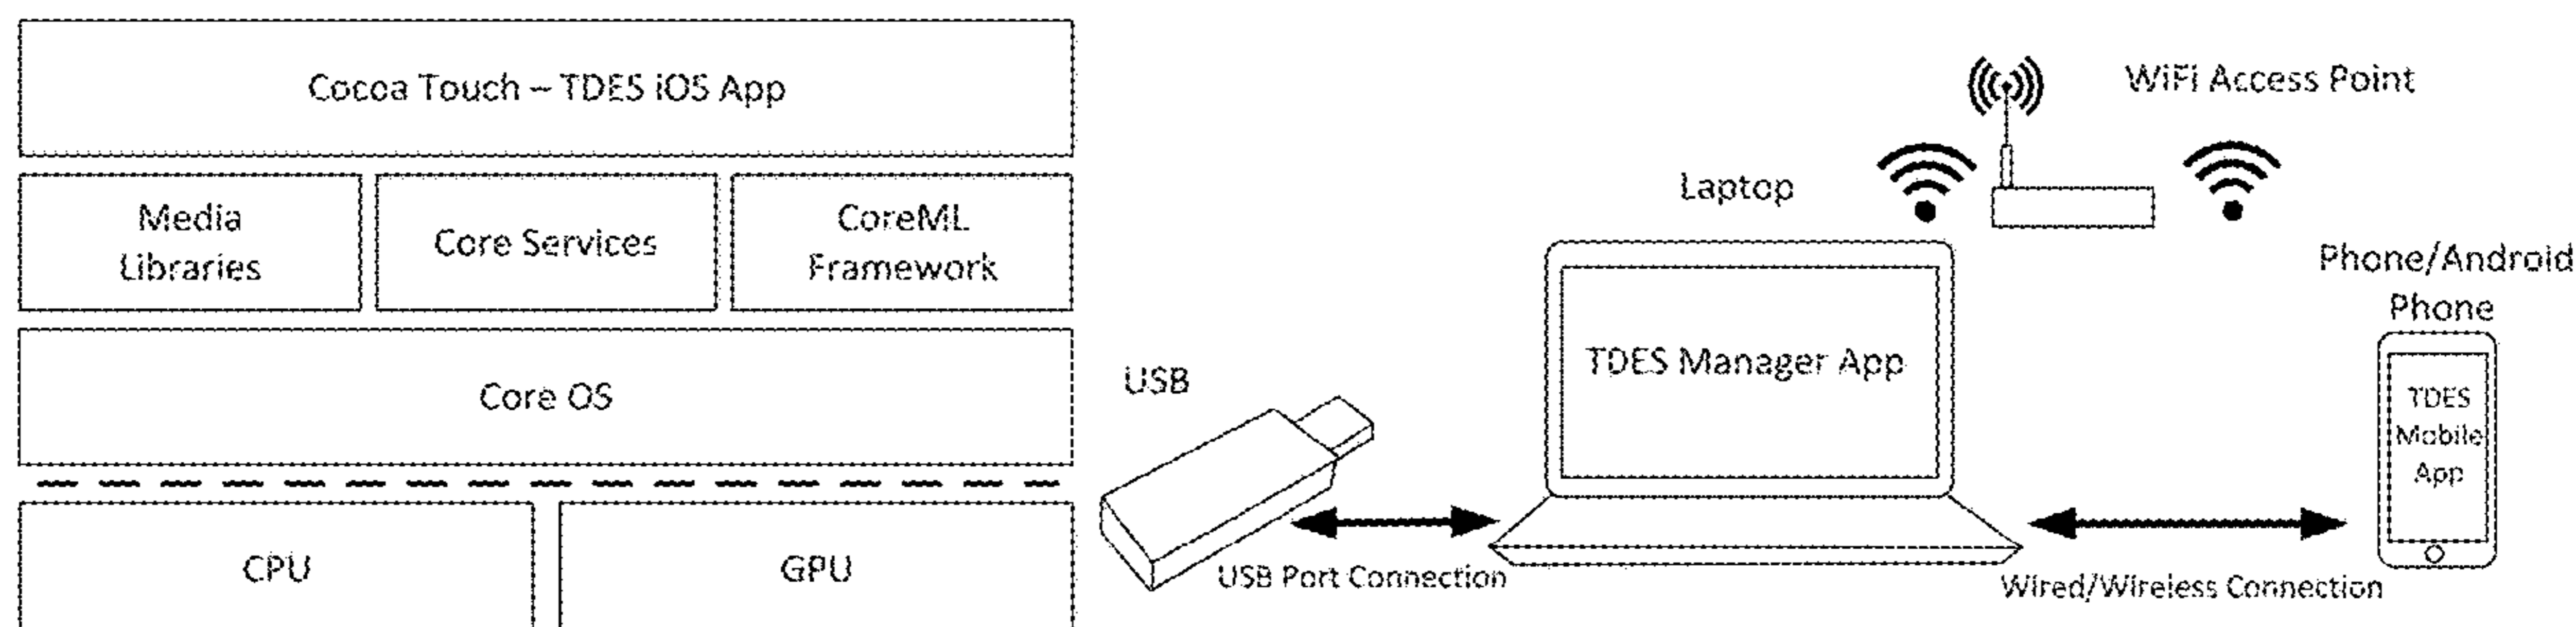 Cocoa Touch – TDES iOS App
Media
Libraries
Core Services
CoreML
Framework
Core OS
CPU
GPU
USB
USB Port Connection
Laptop
TDES Manager App
WiFi Access Point
Phone/Android
Phone
TDES
Mobile
App
Wired/Wireless Connection